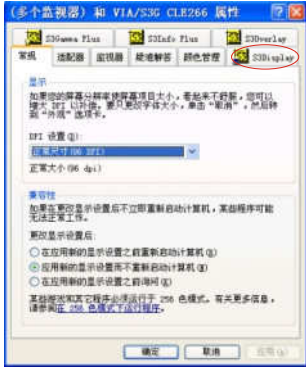 (多个监视器) 和 VIA/S3G CLE266 属性
S3Gamma Plus S3Info Plus S3Overlay
常规 适配器 监视器 疑难解答 颜色管理 S3Display
显示
如果您的屏幕分辨率使屏幕项目太小，看起来不舒服，您可以
增大 DPI 以补偿。要只更改字体大小，单击“取消”，然后转
到“外观”选项卡。
DPI 设置(I):
正常尺寸(96 DPI)
正常大小(96 dpi)
兼容性
如果在更改显示设置后不立即重新启动计算机，某些程序可能
无法正常工作。
更改显示设置后:
在应用新的显示设置之前重新启动计算机(R)
应用新的显示设置而不重新启动计算机(W)
在应用新的显示设置之前询问(K)
某些游戏和其它程序必须运行于 256 色模式。有关更多信息，
请参阅在 256 色模式下运行程序。
确定 取消 应用(A)